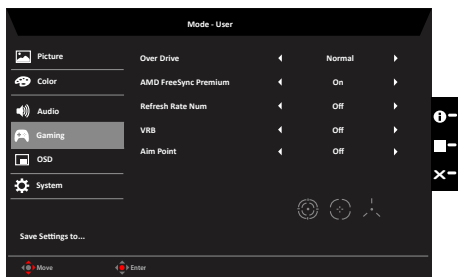 Mode - User
Picture
Over Drive Normal
Color
AMD FreeSync Premium On
Audio
Refresh Rate Num Off
Gaming
VRB Off
OSD
Aim Point Off
System
Save Settings to...
Move Enter